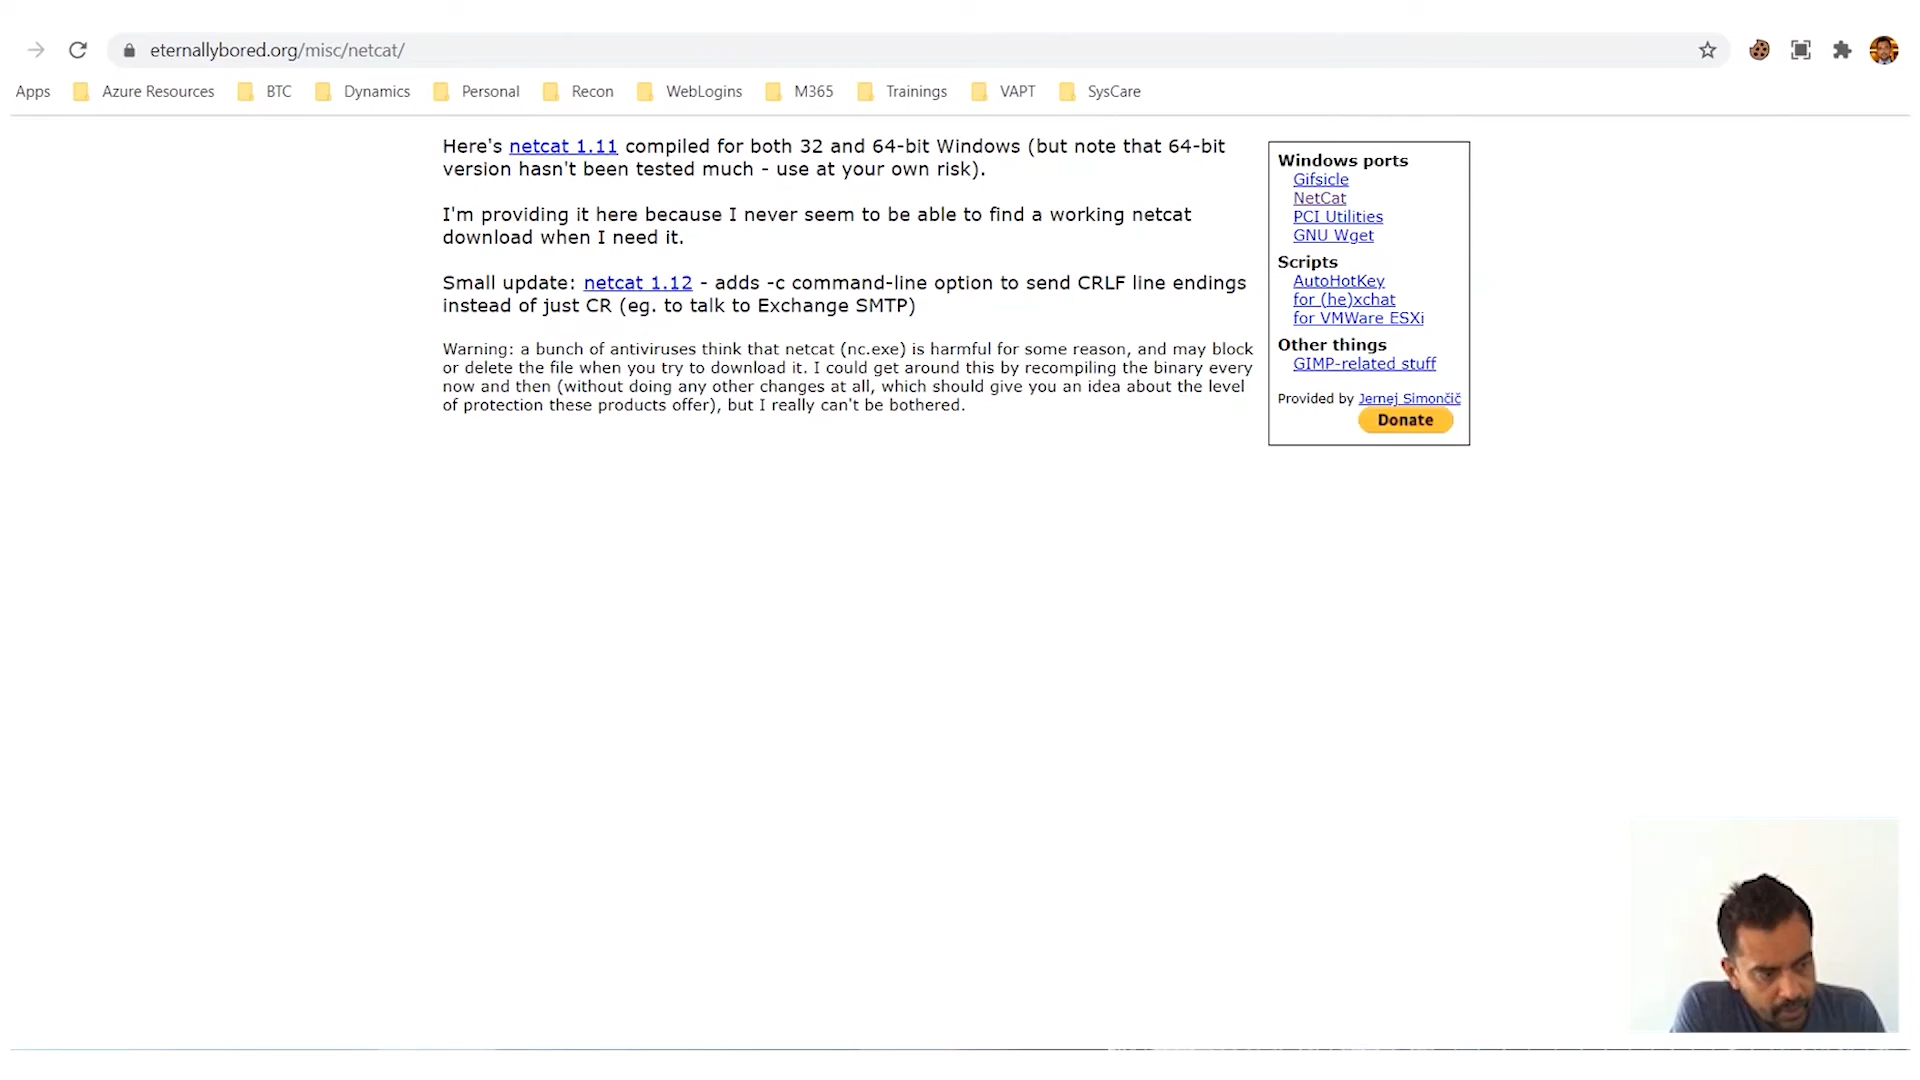 eternallybored.org/misc/netcat/
Apps Azure Resources BTC Dynamics Personal Recon WebLogins M365 Trainings VAPT SysCare
Here's netcat 1.11 compiled for both 32 and 64-bit Windows (but note that 64-bit
version hasn't been tested much - use at your own risk).
I'm providing it here because I never seem to be able to find a working netcat
download when I need it.
Small update: netcat 1.12 - adds -c command-line option to send CRLF line endings
instead of just CR (eg. to talk to Exchange SMTP)
Warning: a bunch of antiviruses think that netcat (nc.exe) is harmful for some reason, and may block
or delete the file when you try to download it. I could get around this by recompiling the binary every
now and then (without doing any other changes at all, which should give you an idea about the level
of protection these products offer), but I really can't be bothered.
Windows ports
Gifsicle
NetCat
PCI Utilities
GNU Wget
Scripts
AutoHotKey
for (he)xchat
for VMWare ESXi
Other things
GIMP-related stuff
Provided by Jernej Simončič
Donate